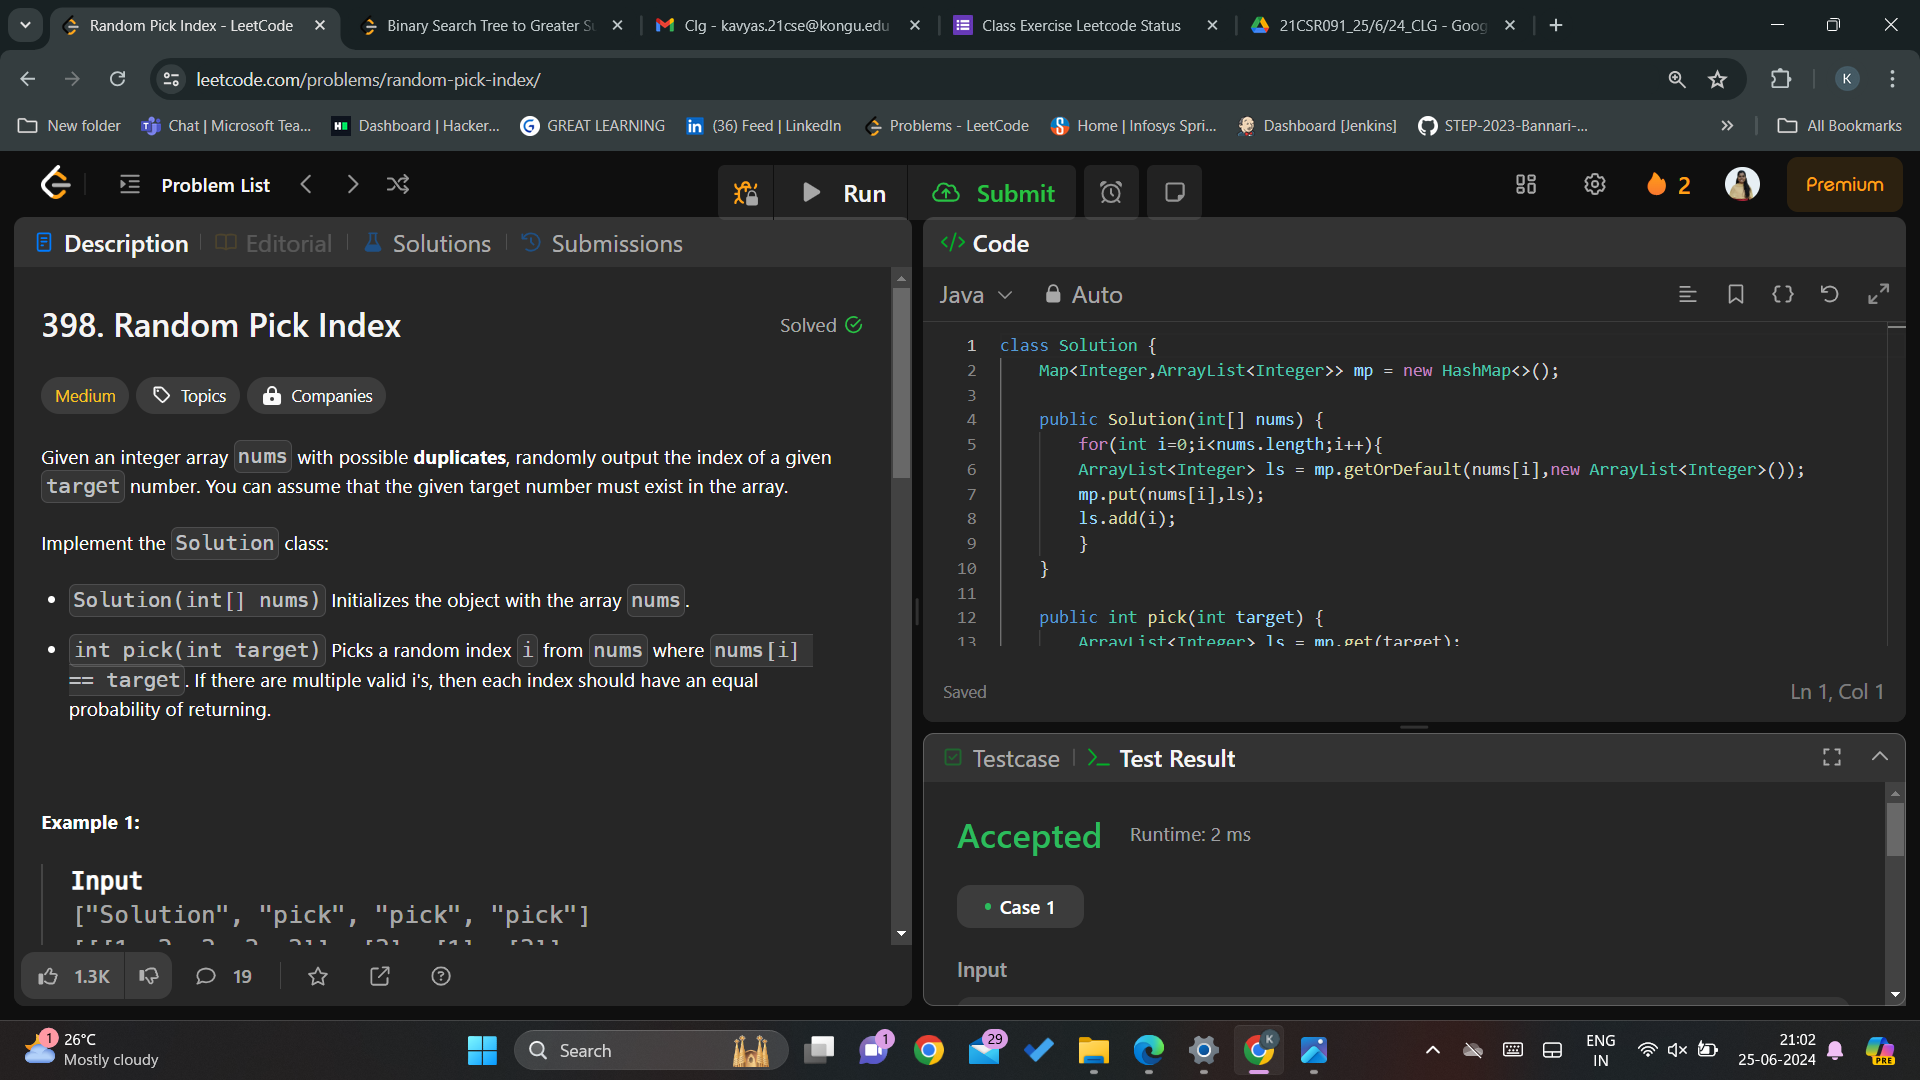 Random Pick Index - LeetCode
Binary Search Tree to Greater Su
Clg - kavyas.21cse@kongu.edu
Class Exercise Leetcode Status
21CSR091_25/6/24_CLG - Goog
leetcode.com/problems/random-pick-index/
K
New folder
Chat | Microsoft Tea...
Dashboard | Hacker...
GREAT LEARNING
(36) Feed | LinkedIn
Problems - LeetCode
Home | Infosys Spri...
Dashboard [Jenkins]
STEP-2023-Bannari-...
All Bookmarks
Problem List
Run
Submit
2
Premium
Description
Editorial
Solutions
Submissions
398. Random Pick Index
Solved
Medium
Topics
Companies
Given an integer array nums with possible duplicates, randomly output the index of a given
target number. You can assume that the given target number must exist in the array.
Implement the Solution class:
• Solution(int[] nums) Initializes the object with the array nums.
• int pick(int target) Picks a random index i from nums where nums[i]
== target. If there are multiple valid i's, then each index should have an equal
probability of returning.
Example 1:
Input
["Solution", "pick", "pick", "pick"]
[[[1, 2, 3, 3, 3]], [3], [1], [3]]
1.3K
19
</> Code
Java
Auto
1 class Solution {
2 Map<Integer,ArrayList<Integer>> mp = new HashMap<>();
3
4 public Solution(int[] nums) {
5 for(int i=0;i<nums.length;i++){
6 ArrayList<Integer> ls = mp.getOrDefault(nums[i],new ArrayList<Integer>());
7 mp.put(nums[i],ls);
8 ls.add(i);
9 }
10 }
11
12 public int pick(int target) {
13 ArrayList<Integer> ls = mp.get(target);
Saved
Ln 1, Col 1
Testcase
Test Result
Accepted
Runtime: 2 ms
• Case 1
Input
1
26°C
Mostly cloudy
Search
1
29
K
ENG
IN
21:02
25-06-2024
PRE